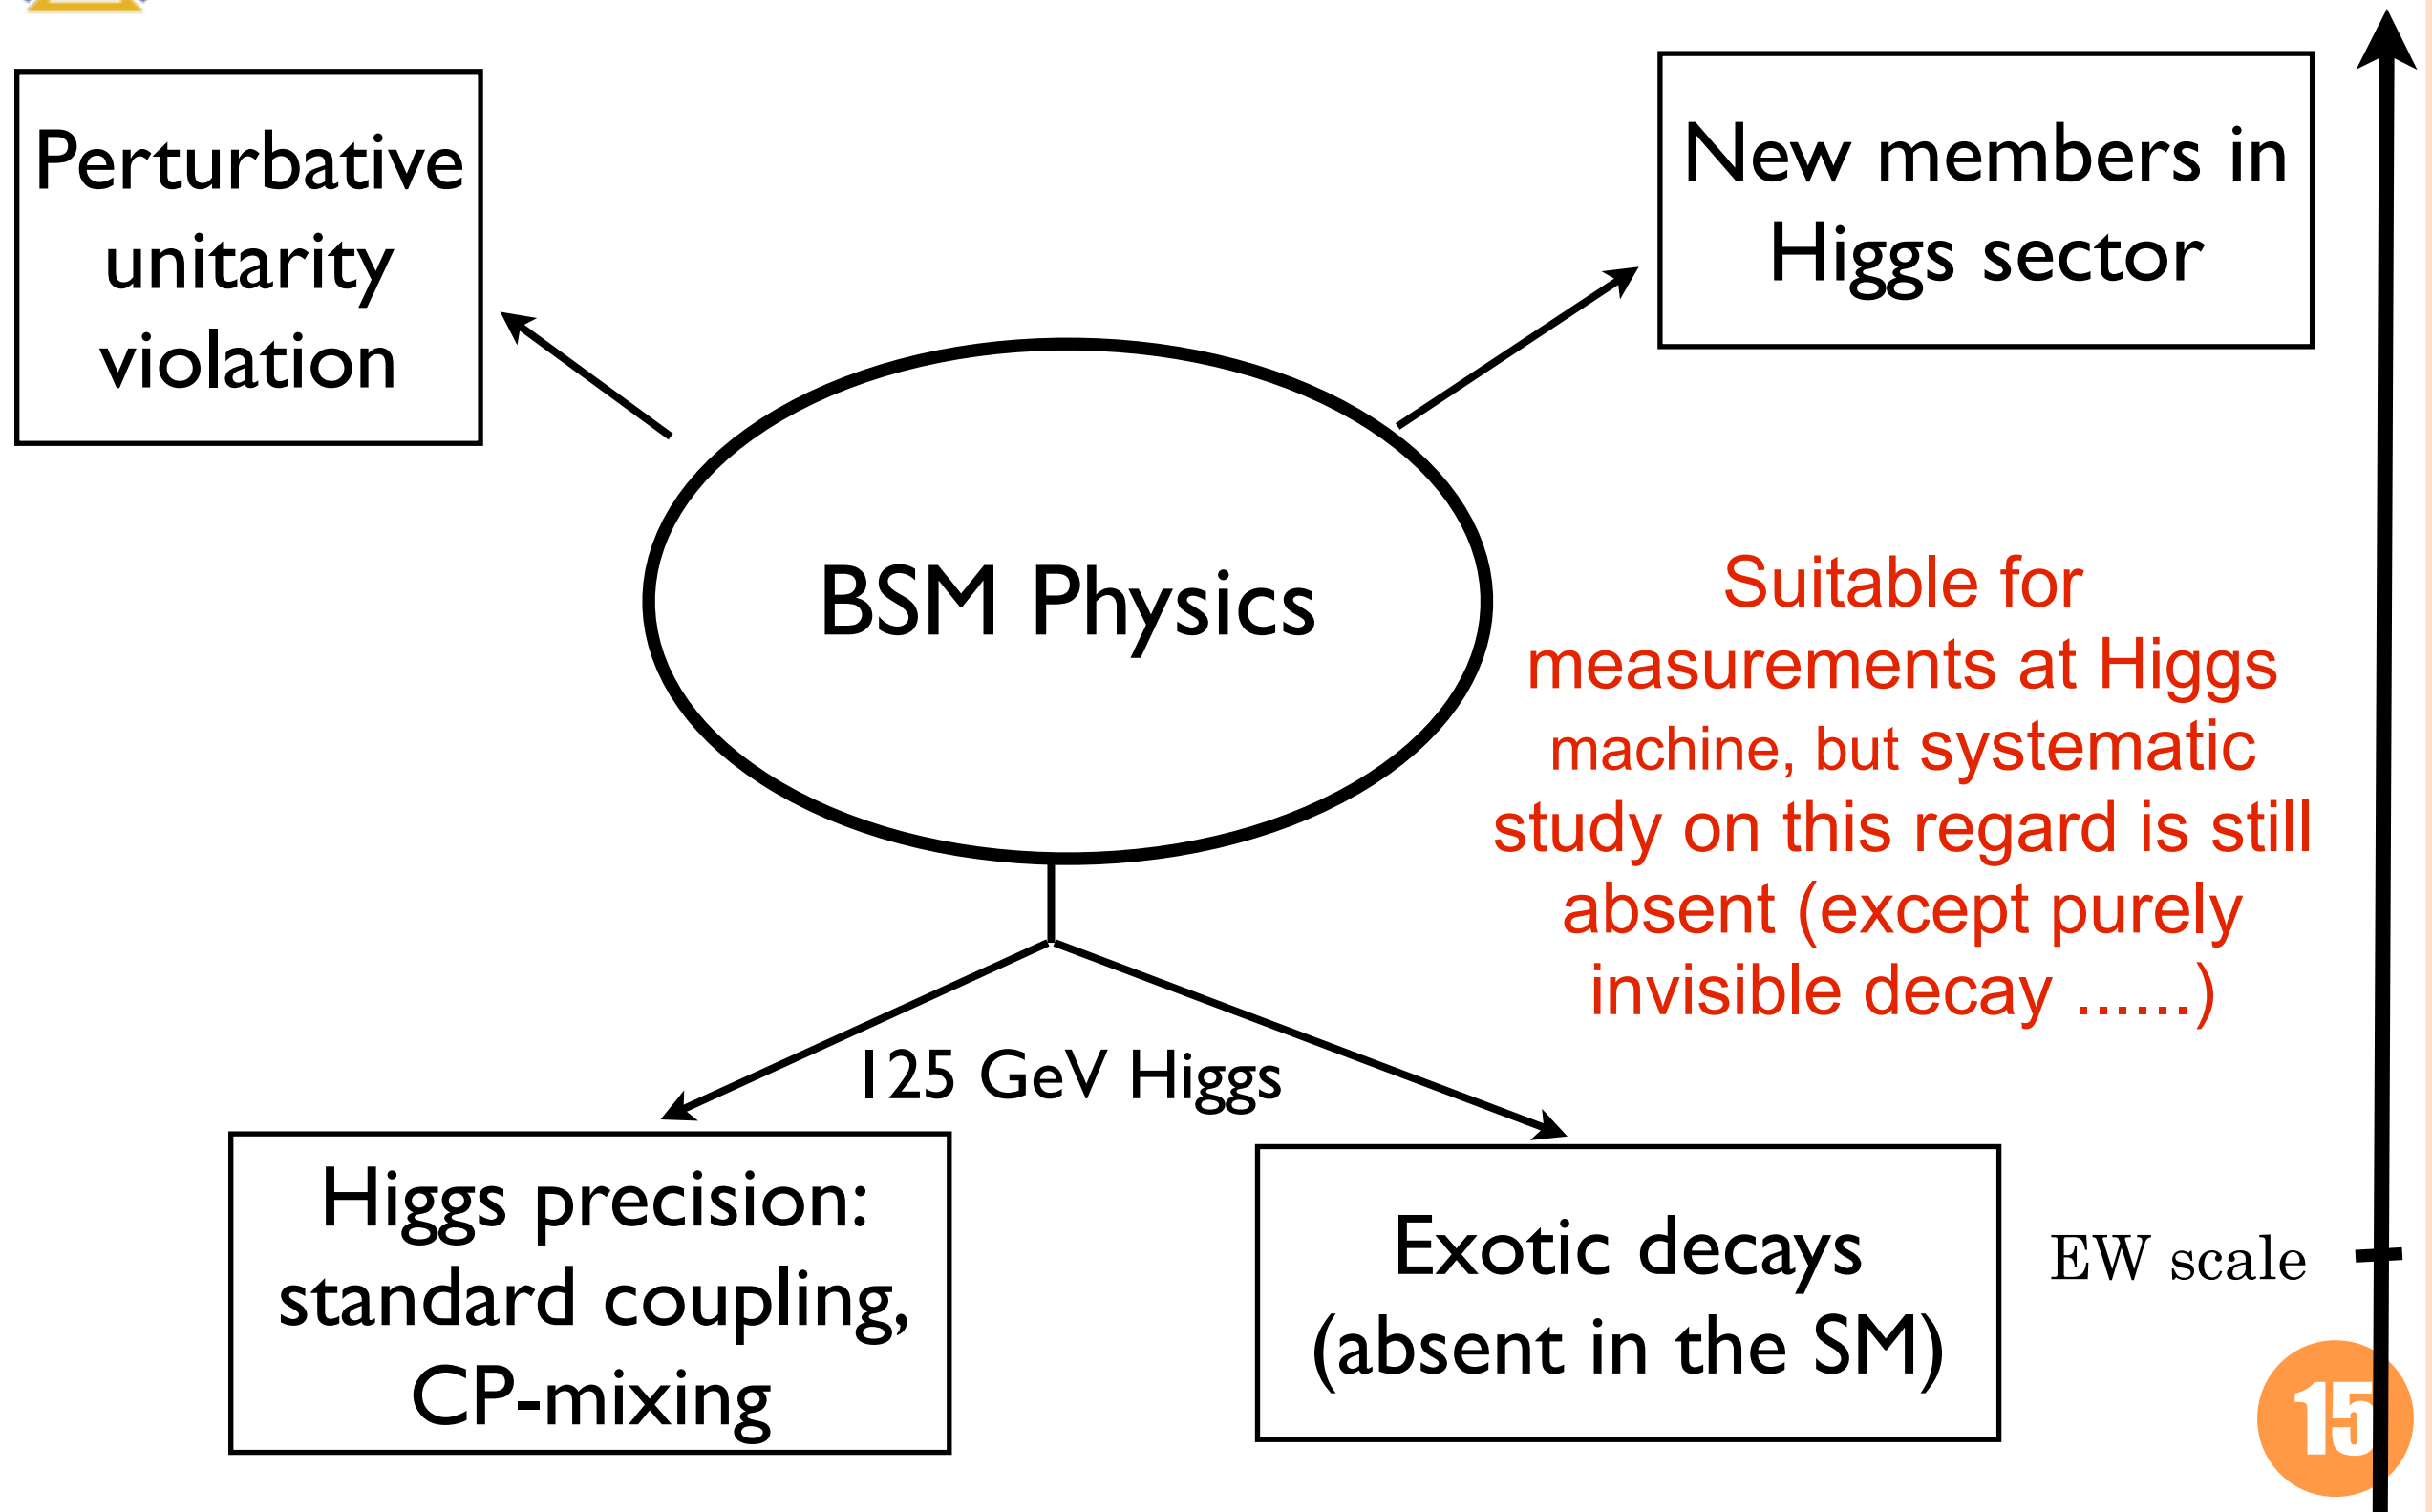 Perturbative
unitarity
violation
New members in
Higgs sector
BSM Physics
Suitable for
measurements at Higgs
machine, but systematic
study on this regard is still
absent (except purely
invisible decay ......)
125 GeV Higgs
Higgs precision:
standard coupling,
CP-mixing
Exotic decays
(absent in the SM)
EW scale
15